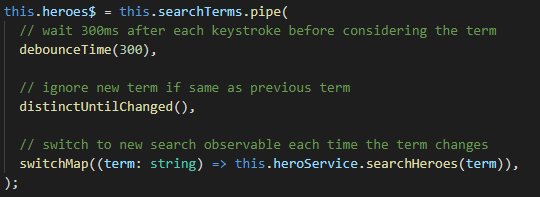 this.heroes$ = this.searchTerms.pipe(
// wait 300ms after each keystroke before considering the term
debounceTime(300),
// ignore new term if same as previous term
distinctUntilChanged(),
// switch to new search observable each time the term changes
switchMap((term: string) => this.heroService.searchHeroes(term)),
);